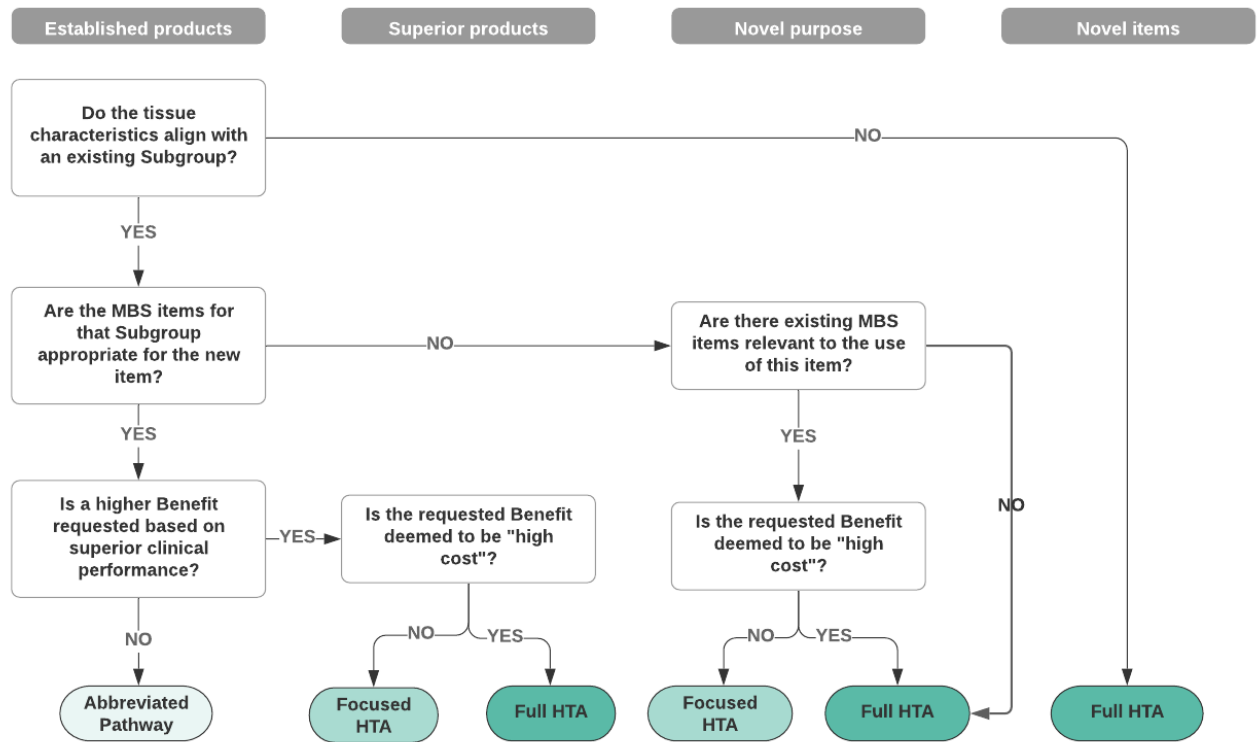 Established products
Superior products
Novel purpose
Novel items
Do the tissue
characteristics align with
an existing Subgroup?
NO
YES
Are the MBS items for
that Subgroup
appropriate for the new
item?
NO
Are there existing MBS
items relevant to the use
of this item?
YES
YES
NO
Is a higher Benefit
requested based on
superior clinical
performance?
YES
Is the requested Benefit
deemed to be "high
cost"?
Is the requested Benefit
deemed to be "high
cost"?
NO
NO
YES
NO
YES
Abbreviated
Pathway
Focused
HTA
Full HTA
Focused
HTA
Full HTA
Full HTA